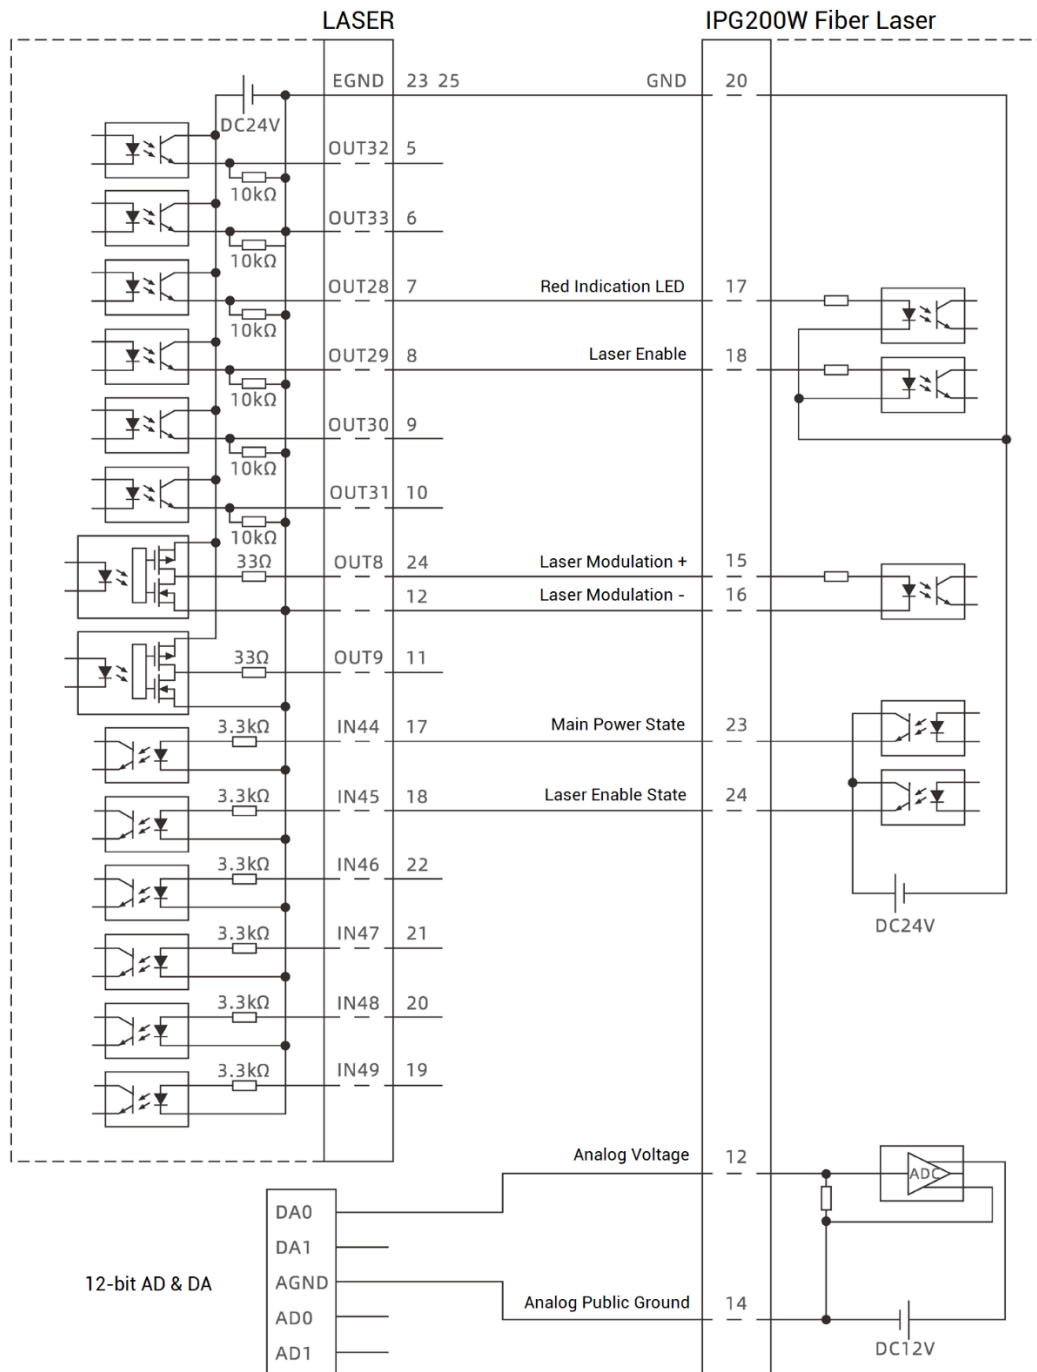 LASER IPG200W Fiber Laser
EGND 23 25 GND 20
DC24V
OUT32 5
10kΩ
OUT33 6
10kΩ
OUT28 7 Red Indication LED 17
10kΩ
OUT29 8 Laser Enable 18
10kΩ
OUT30 9
10kΩ
OUT31 10
10kΩ
33Ω OUT8 24 Laser Modulation + 15
12 Laser Modulation - 16
33Ω OUT9 11
3.3kΩ IN44 17 Main Power State 23
3.3kΩ IN45 18 Laser Enable State 24
3.3kΩ IN46 22
DC24V
3.3kΩ IN47 21
3.3kΩ IN48 20
3.3kΩ IN49 19
Analog Voltage 12
ADC
DA0
DA1
12-bit AD & DA AGND
Analog Public Ground 14
AD0
DC12V
AD1